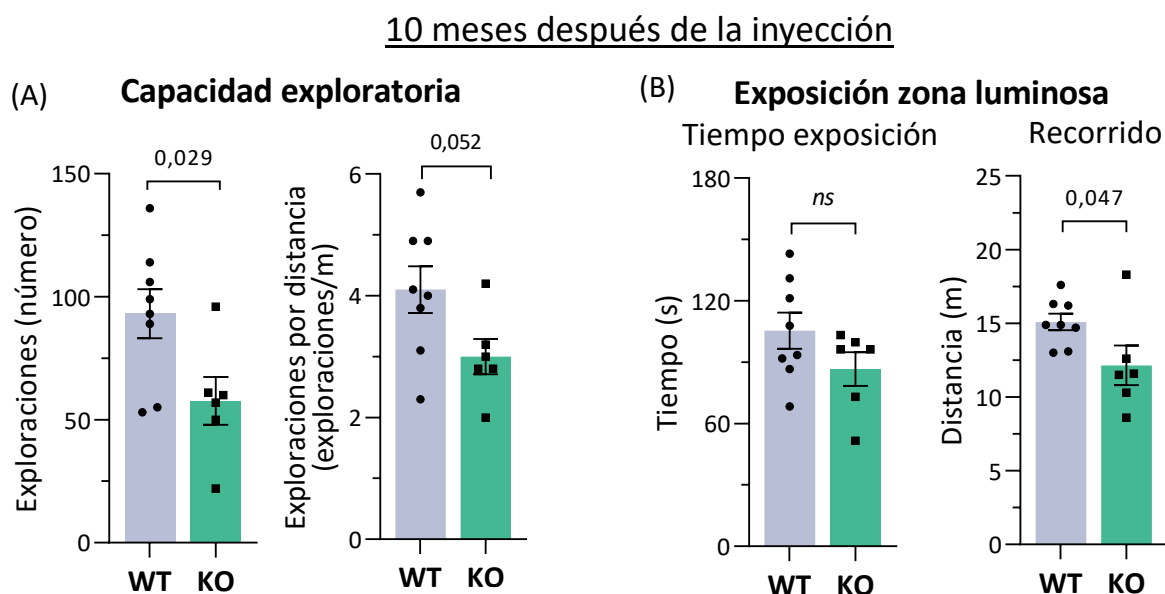 10 meses después de la inyección
(A)
Capacidad exploratoria
0,029
150
100
50
0
Exploraciones (número)
WT
KO
0,052
6
4
2
0
Exploraciones por distancia
(exploraciones/m)
WT
KO
(B)
Exposición zona luminosa
Tiempo exposición
ns
180
120
60
0
Tiempo (s)
WT
KO
Recorrido
0,047
25
20
15
10
5
0
Distancia (m)
WT
KO